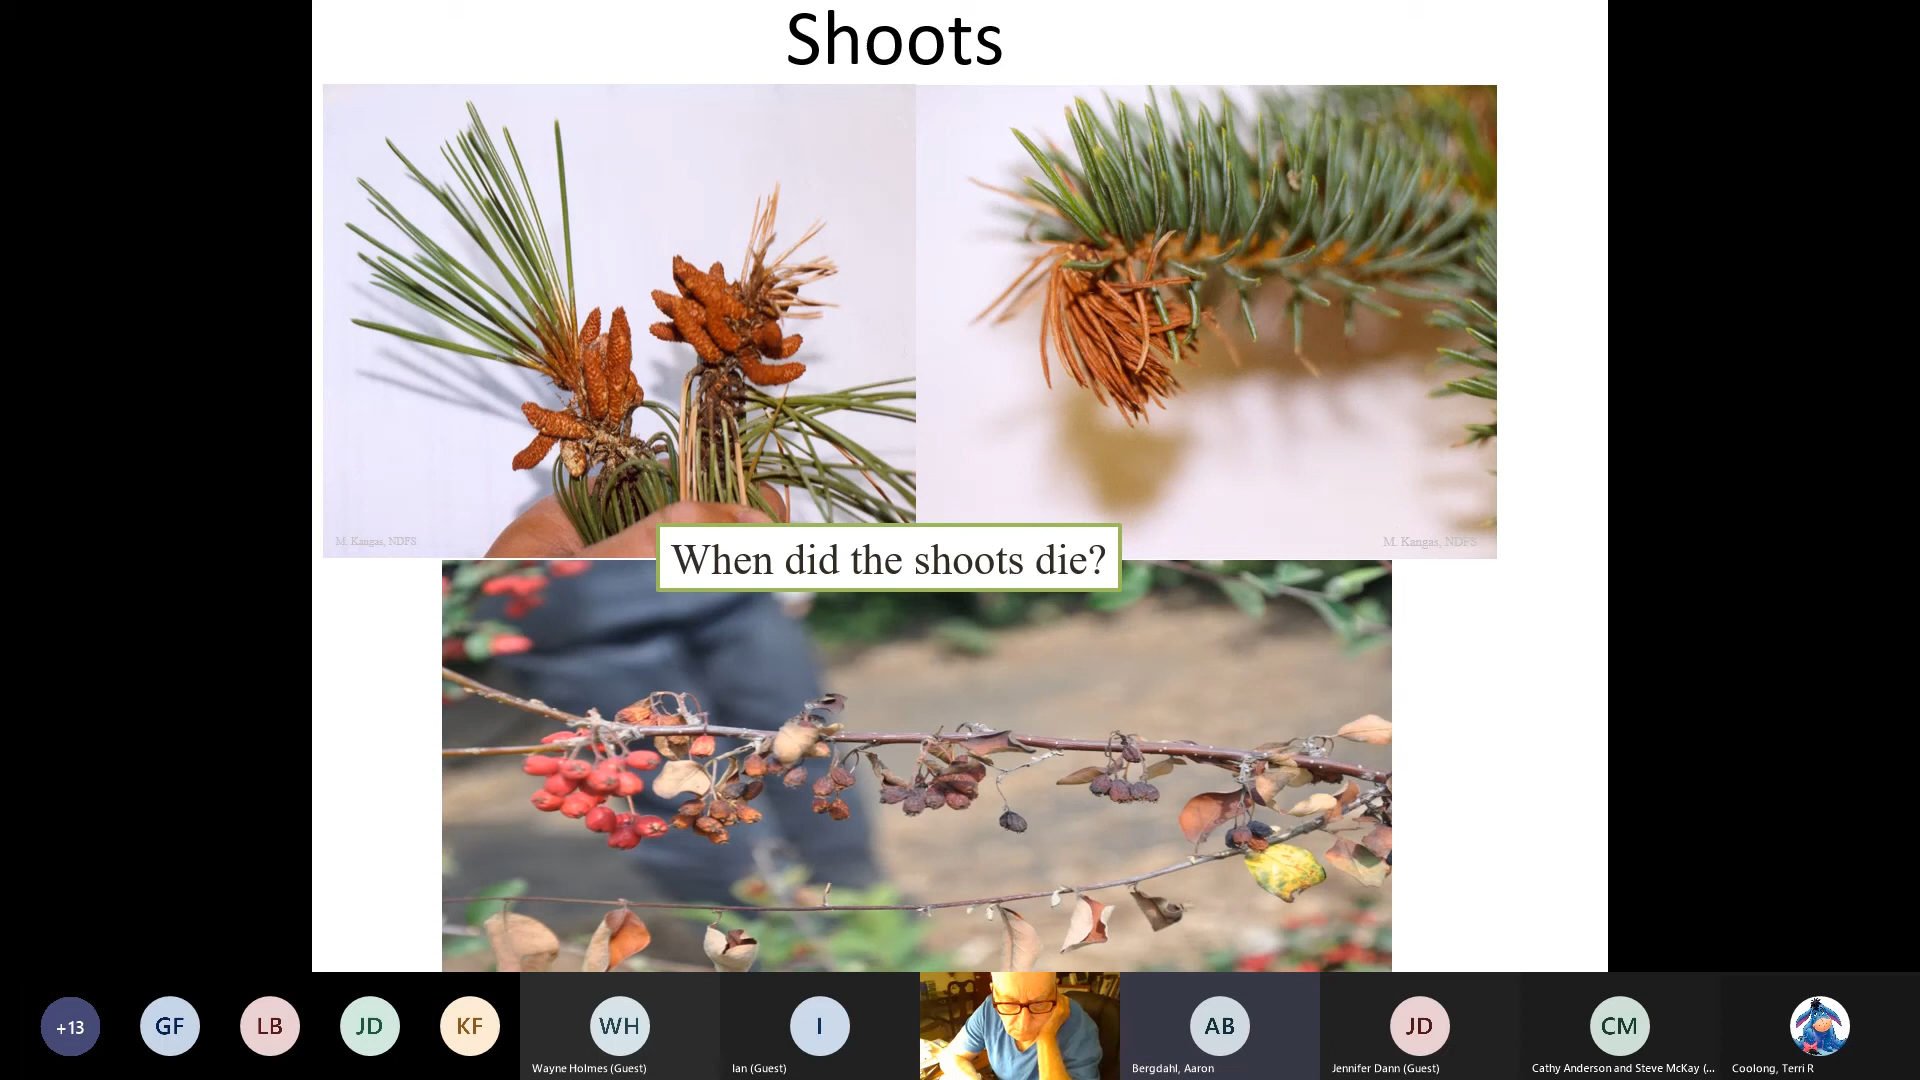 Shoots
M. Kangas, NDFS
M. Kangas, NDFS
When did the shoots die?
+13
GF
LB
JD
KF
WH
I
AB
JD
CM
Wayne Holmes (Guest)
Ian (Guest)
Bergdahl, Aaron
Jennifer Dann (Guest)
Cathy Anderson and Steve McKay (...
Coolong, Terri R